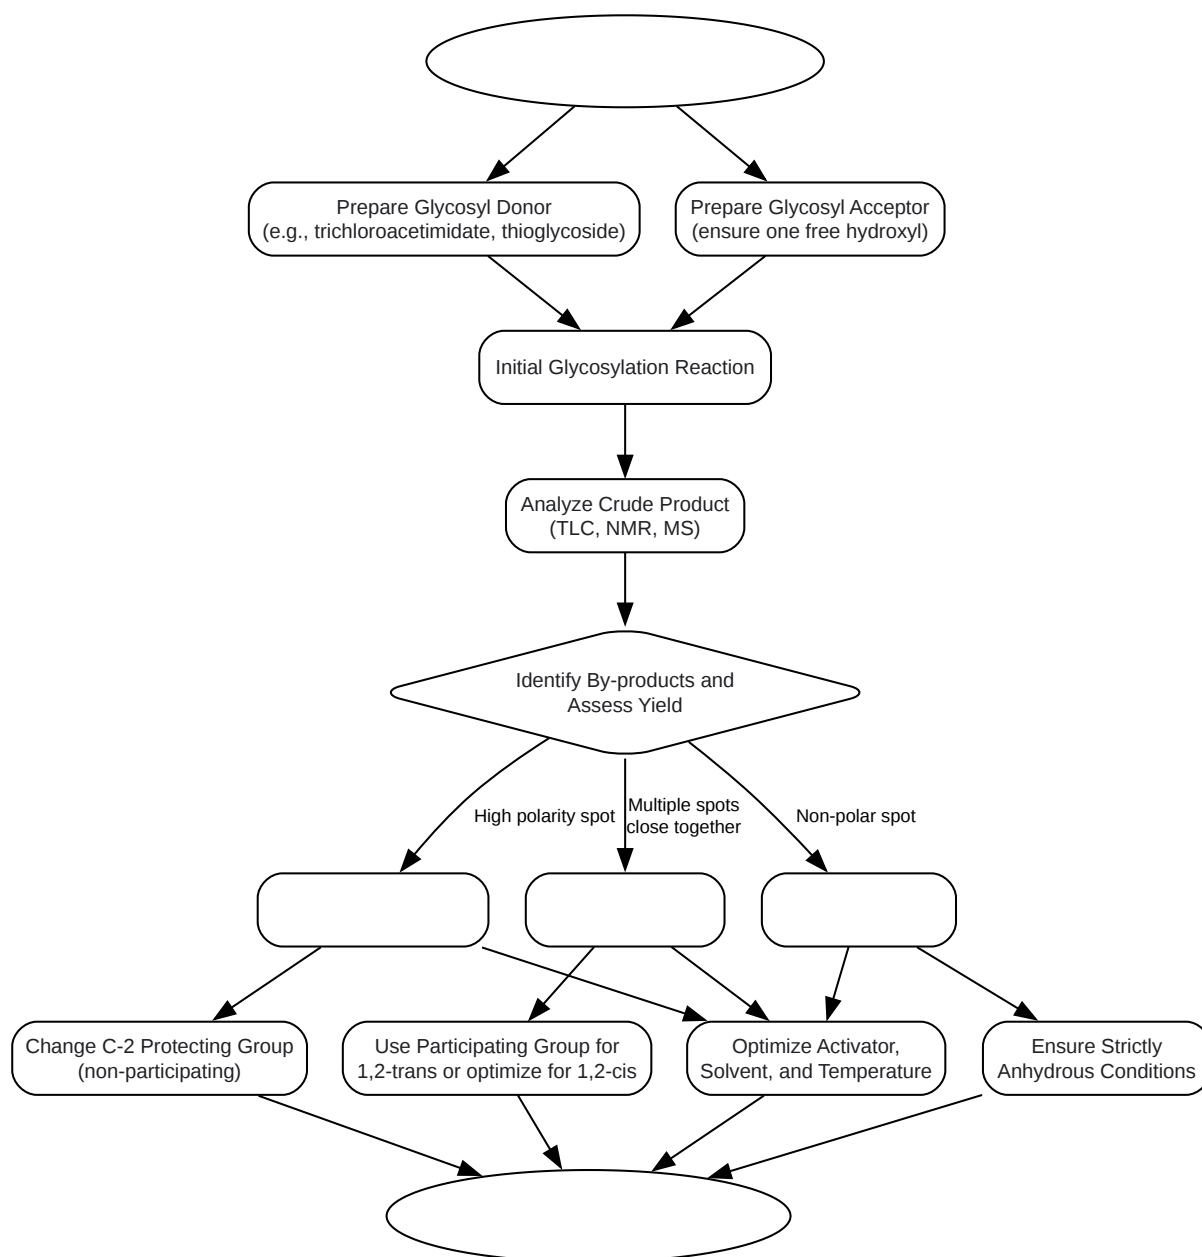 Prepare Glycosyl Donor
(e.g., trichloroacetimidate, thioglycoside)
Prepare Glycosyl Acceptor
(ensure one free hydroxyl)
Initial Glycosylation Reaction
Analyze Crude Product
(TLC, NMR, MS)
Identify By-products and
Assess Yield
High polarity spot
Multiple spots
close together
Non-polar spot
Change C-2 Protecting Group
(non-participating)
Use Participating Group for
1,2-trans or optimize for 1,2-cis
Optimize Activator,
Solvent, and Temperature
Ensure Strictly
Anhydrous Conditions